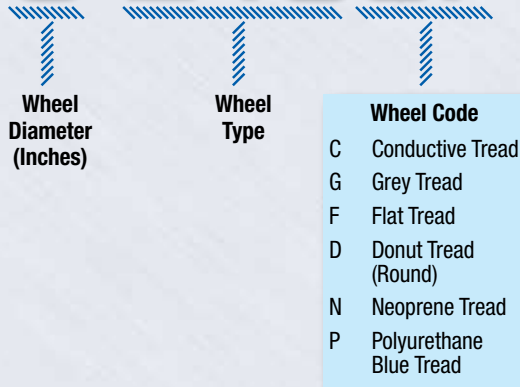 Wheel
Diameter
(Inches)
Wheel
Type
Wheel Code
C Conductive Tread
G Grey Tread
F Flat Tread
D Donut Tread
(Round)
N Neoprene Tread
P Polyurethane
Blue Tread